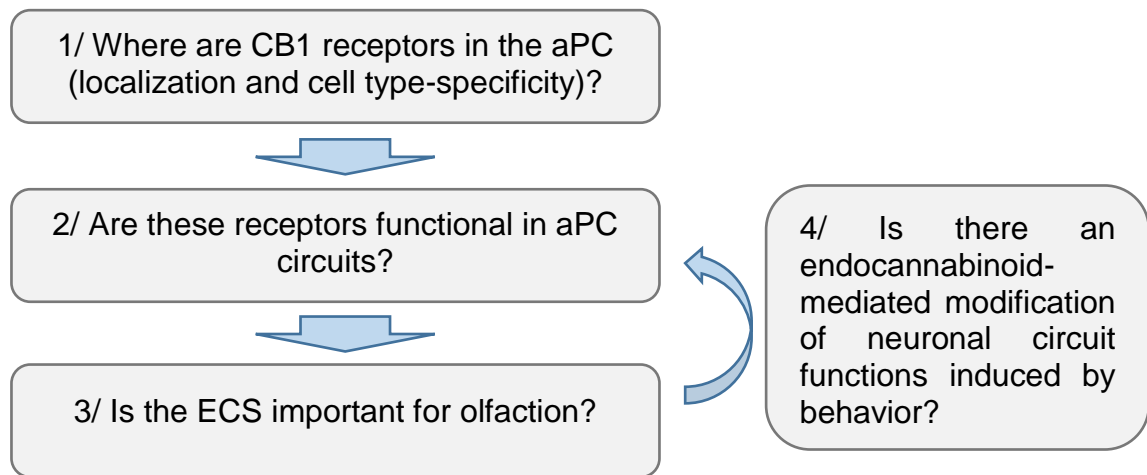 1/ Where are CB1 receptors in the aPC
(localization and cell type-specificity)?
2/ Are these receptors functional in aPC
circuits?
3/ Is the ECS important for olfaction?
4/ Is there an
endocannabinoid-
mediated modification
of neuronal circuit
functions induced by
behavior?